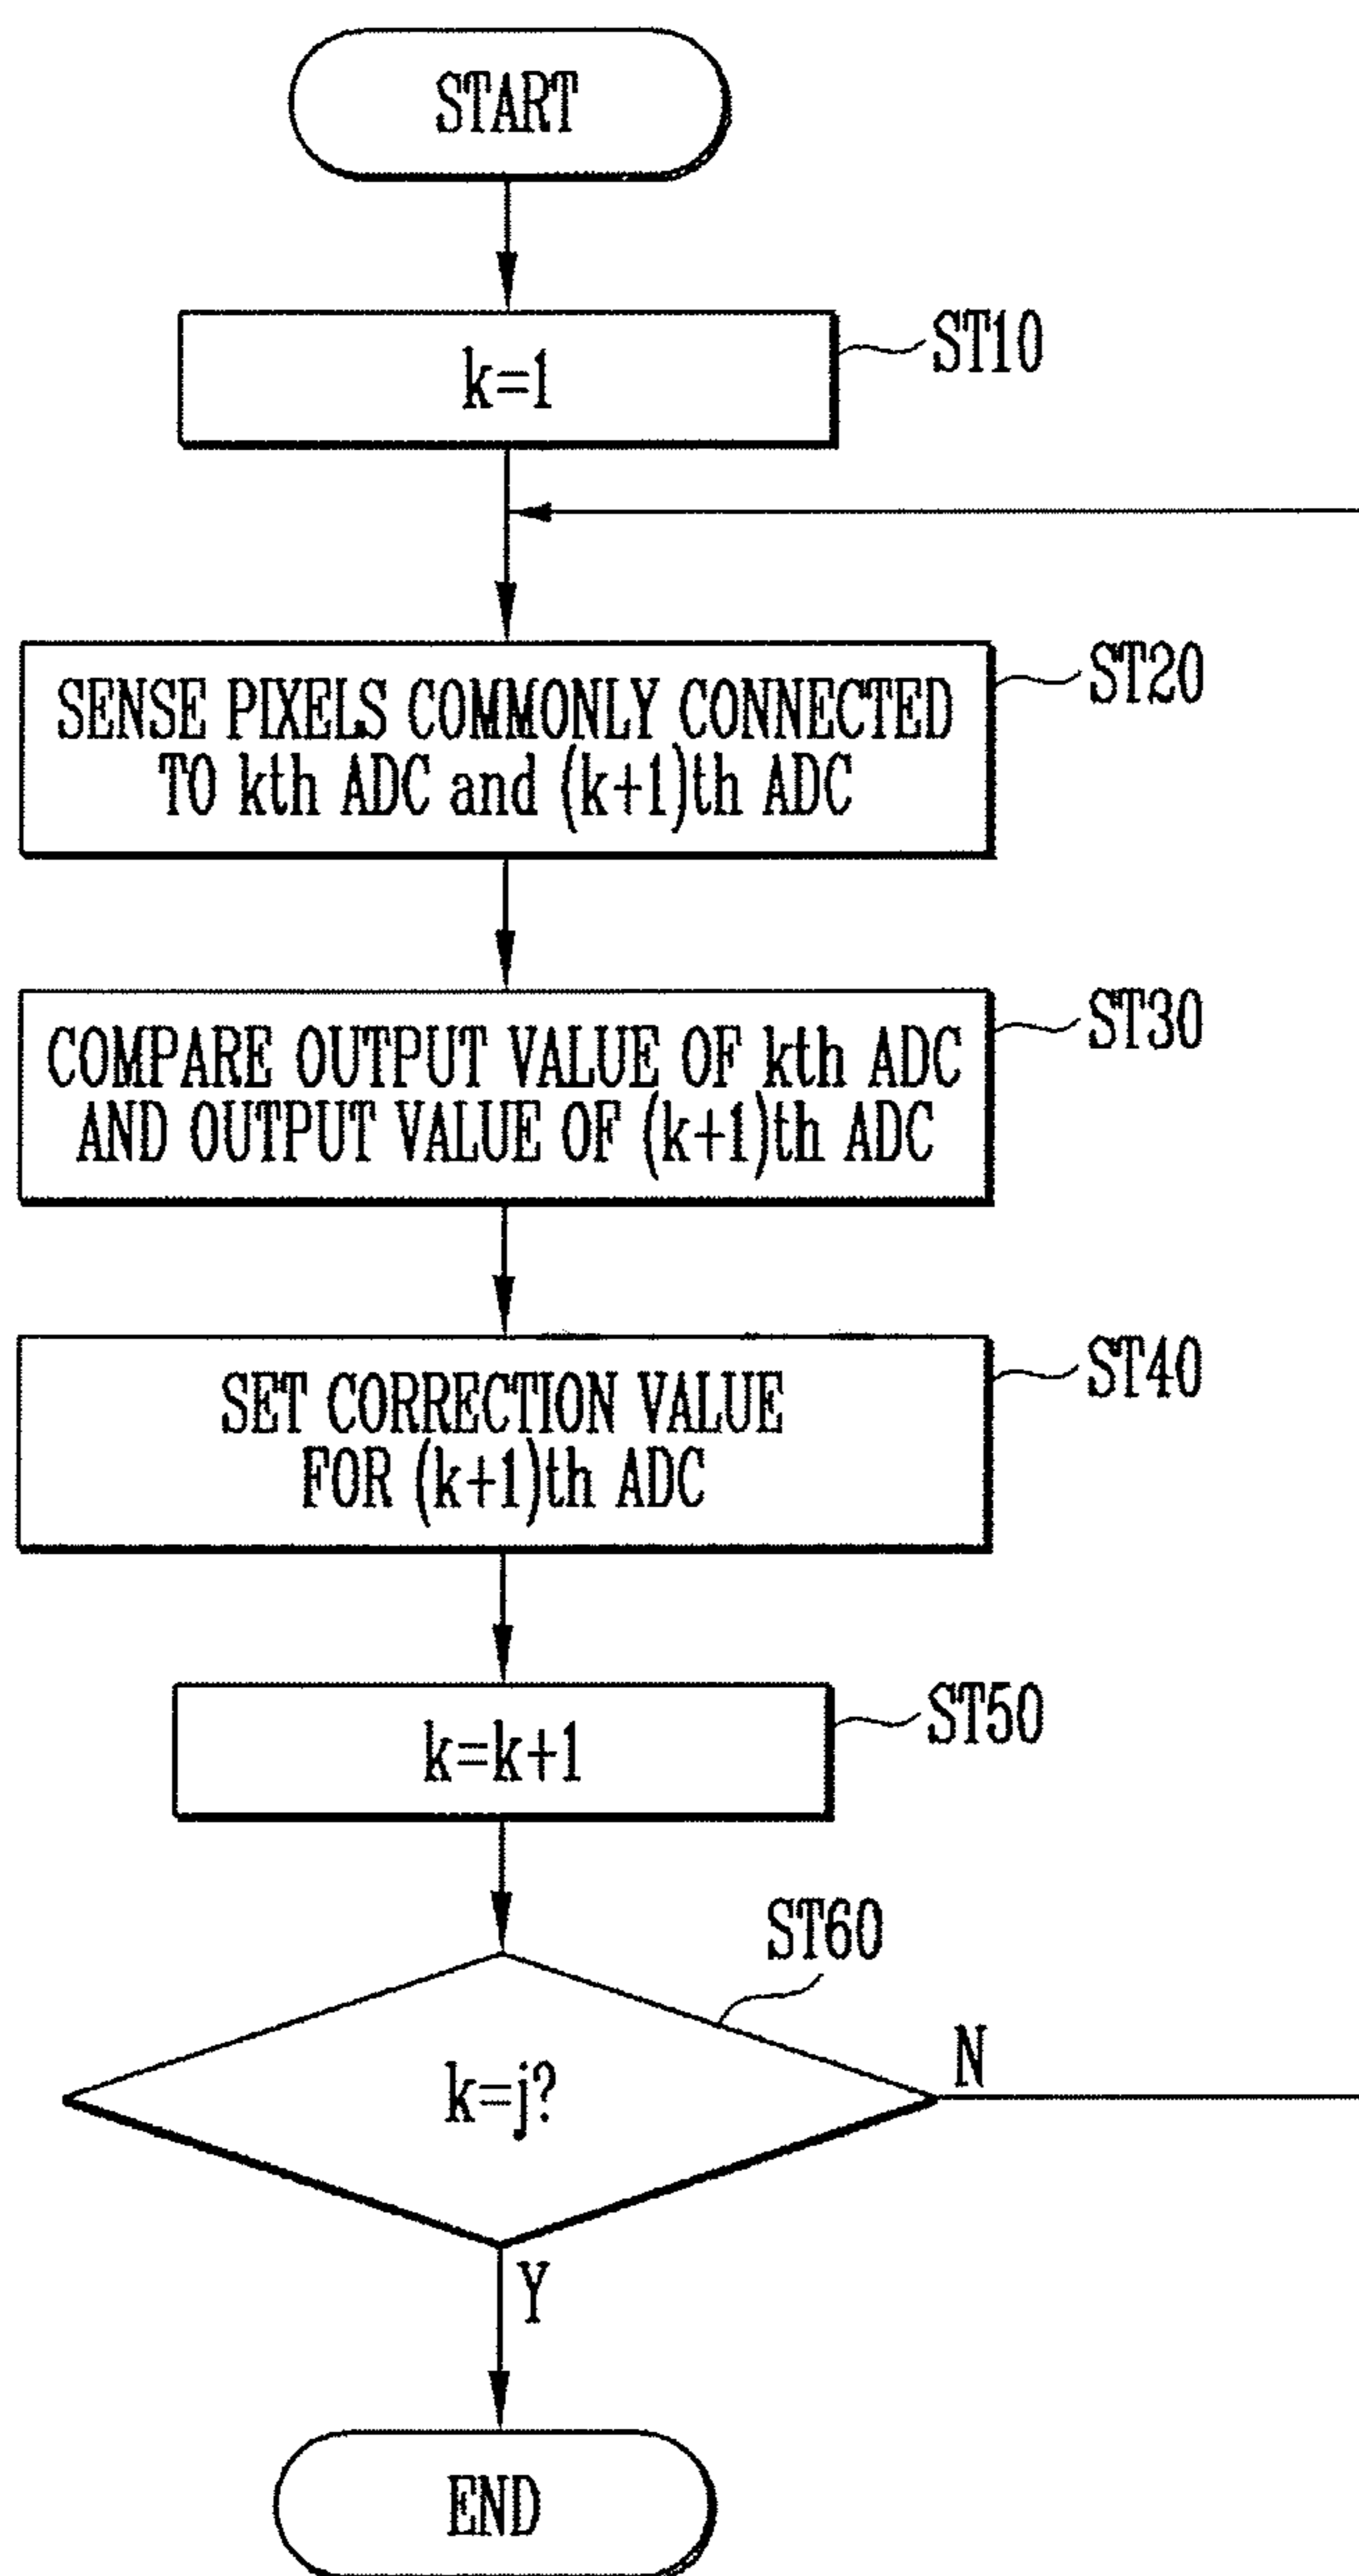 START
k=1
ST10
SENSE PIXELS COMMONLY CONNECTED
TO kth ADC and (k+1)th ADC
ST20
COMPARE OUTPUT VALUE OF kth ADC
AND OUTPUT VALUE OF (k+1)th ADC
ST30
SET CORRECTION VALUE
FOR (k+1)th ADC
ST40
k=k+1
ST50
ST60
k=j?
N
Y
END